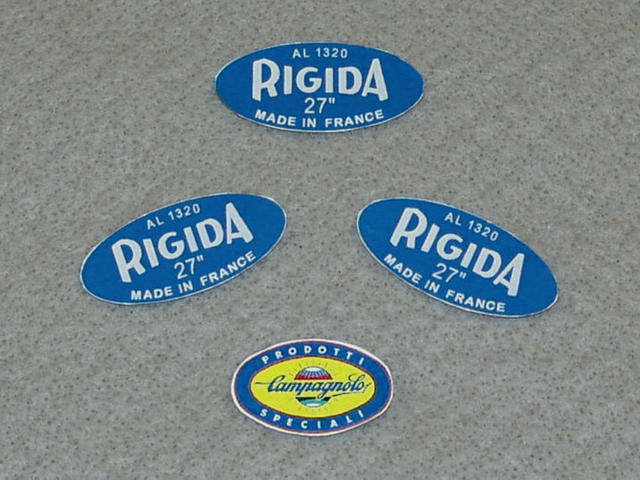 AL 1320
RIGIDA
27"
MADE IN FRANCE
AL 1320
RIGIDA
27"
MADE IN FRANCE
AL 1320
RIGIDA
27"
MADE IN FRANCE
PRODOTTI
Campagnolo
SPECIALI